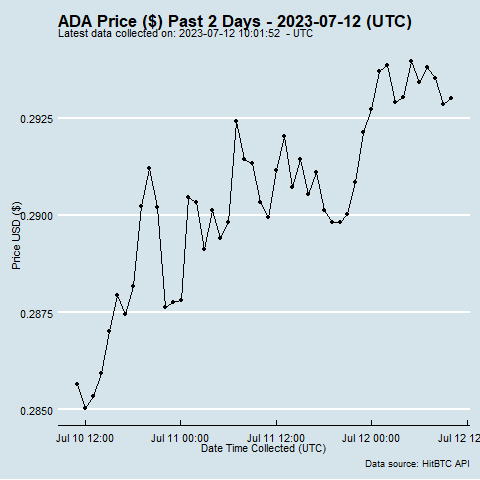 ADA Price ($) Past 2 Days - 2023-07-12 (UTC)
Latest data collected on: 2023-07-12 10:01:52 - UTC
0.2925
0.2900
0.2875
0.2850
Price USD ($)
Jul 10 12:00 Jul 11 00:00 Jul 11 12:00 Jul 12 00:00 Jul 12 12
Date Time Collected (UTC)
Data source: HitBTC API